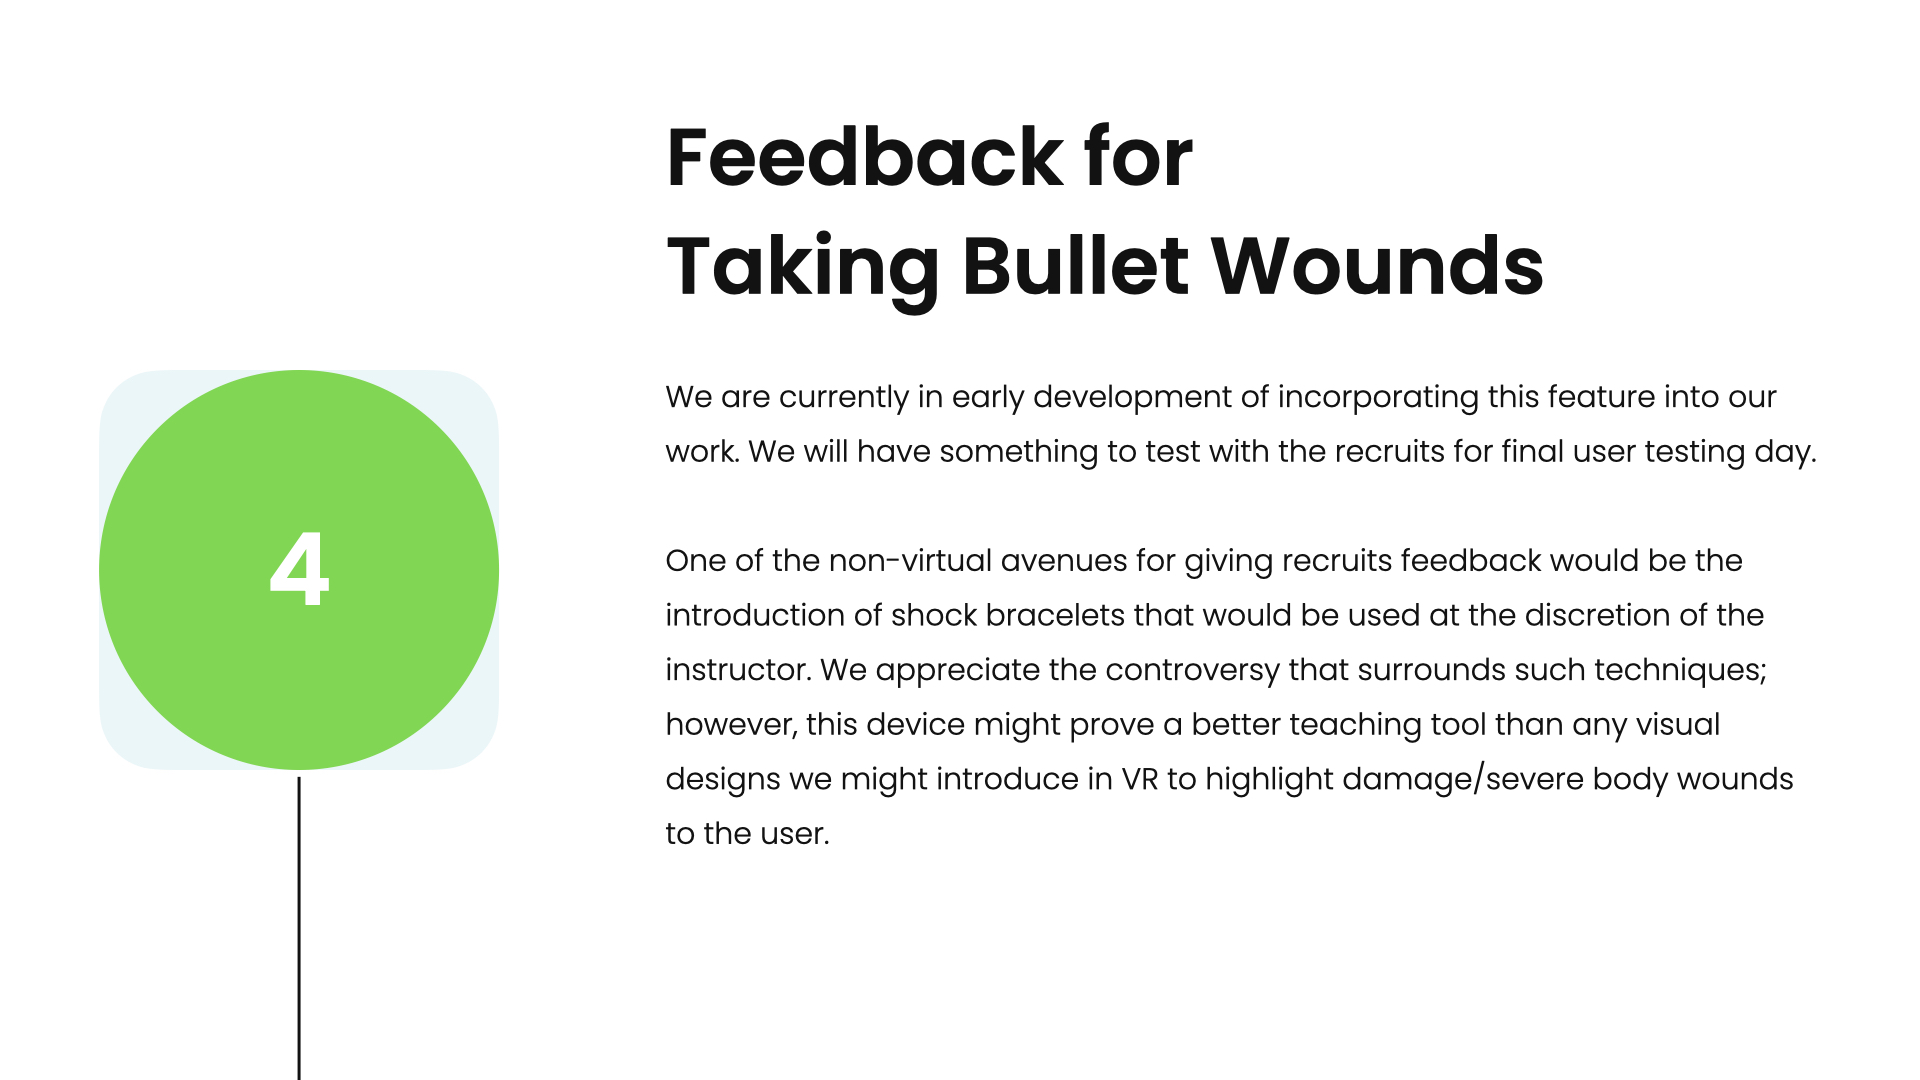 Feedback for
Taking Bullet Wounds
We are currently in early development of incorporating this feature into our
work. We will have something to test with the recruits for final user testing day.
One of the non-virtual avenues for giving recruits feedback would be the
introduction of shock bracelets that would be used at the discretion of the
instructor. We appreciate the controversy that surrounds such techniques;
however, this device might prove a better teaching tool than any visual
designs we might introduce in VR to highlight damage/severe body wounds
to the user.
4